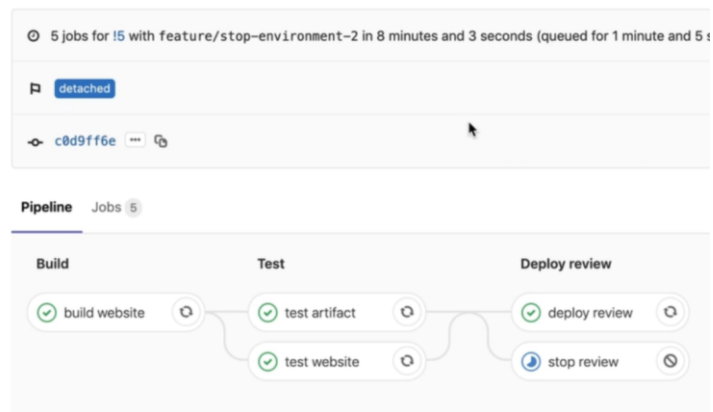 5 jobs for !5 with feature/stop-environment-2 in 8 minutes and 3 seconds (queued for 1 minute and 5
detached
c0d9ff6e
Pipeline Jobs 5
Build Test Deploy review
build website test artifact deploy review
test website stop review